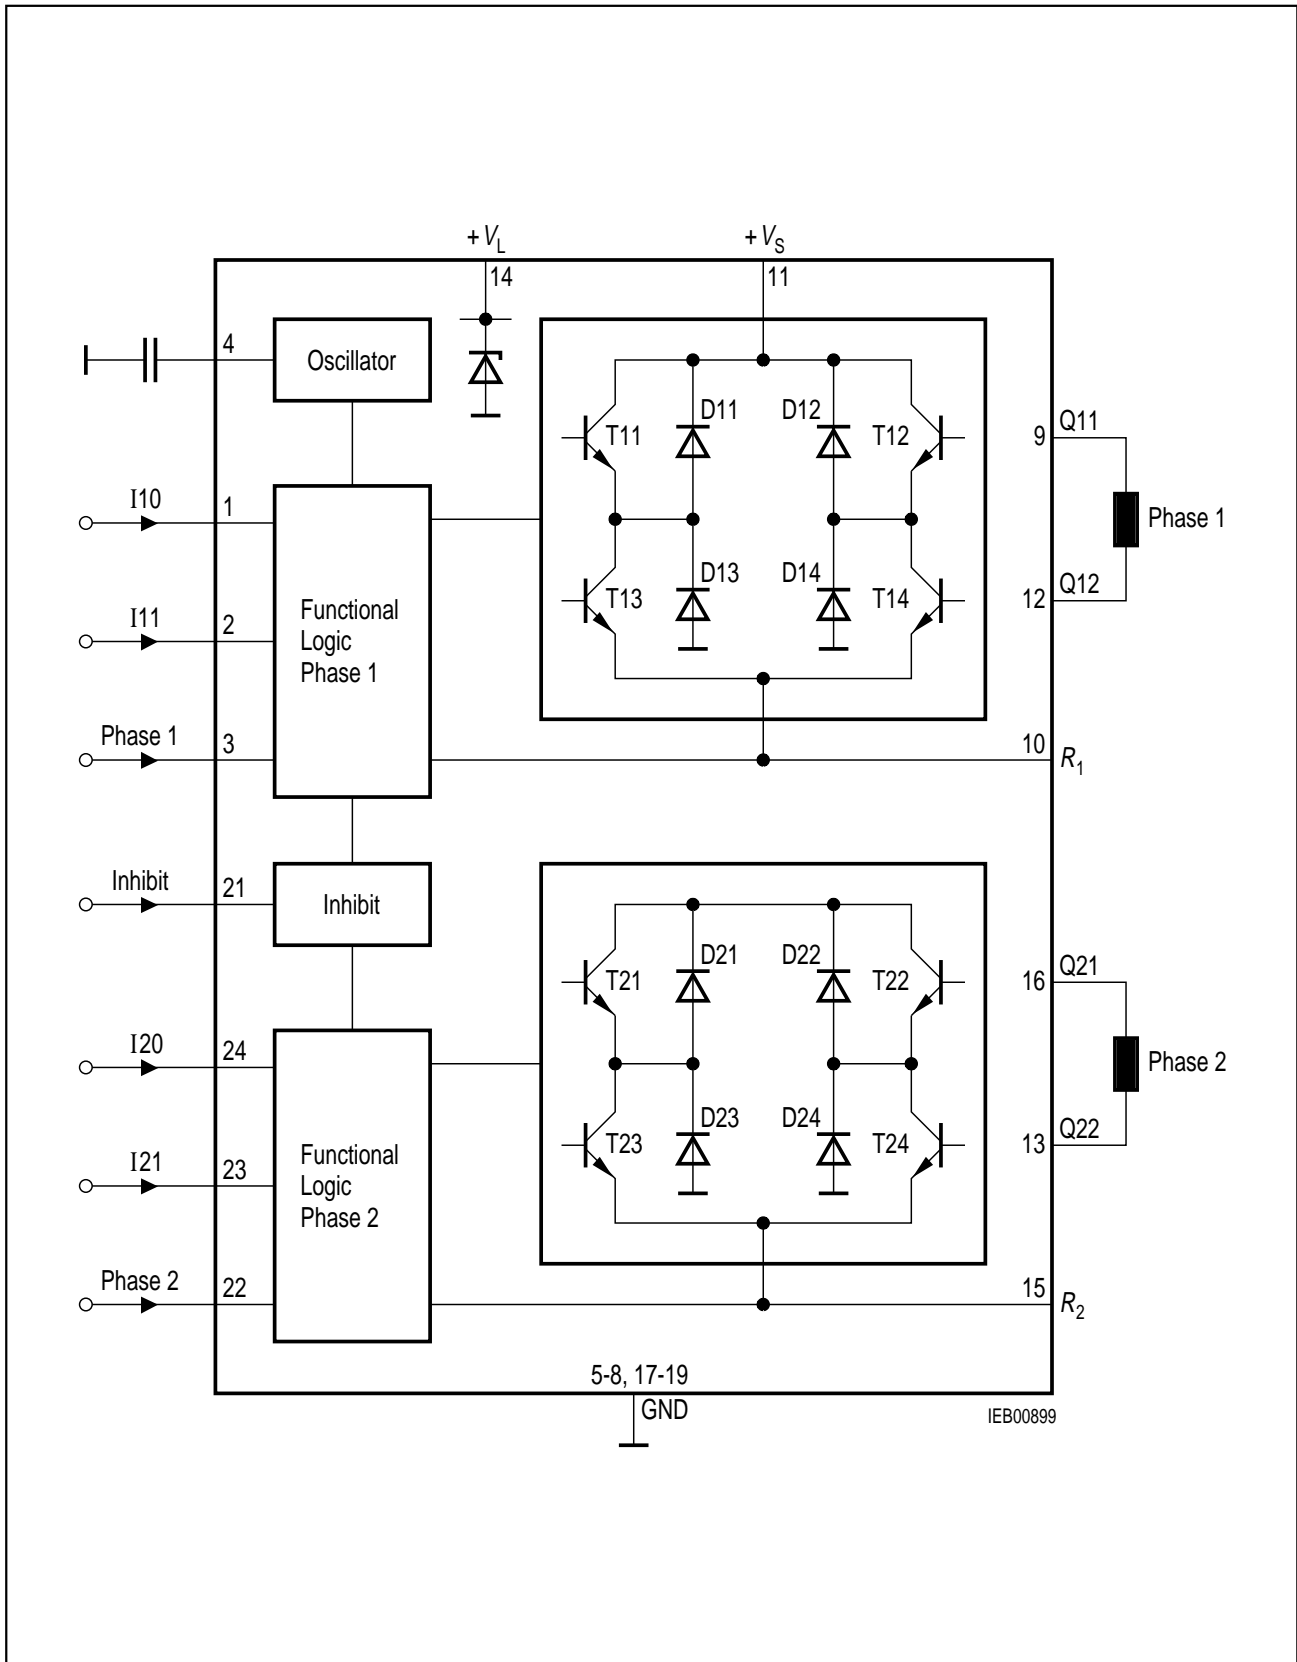 + VL
+ VS
14
11
4
Oscillator
D11
D12
T11
T12
9
Q11
I10
1
Phase 1
D13
D14
T13
T14
12
Q12
I11
2
Functional
Logic
Phase 1
Phase 1
3
10
R1
Inhibit
21
Inhibit
D21
D22
T21
T22
16
Q21
I20
24
Phase 2
D23
D24
T23
T24
13
Q22
I21
23
Functional
Logic
Phase 2
Phase 2
22
15
R2
5-8, 17-19
GND
IEB00899